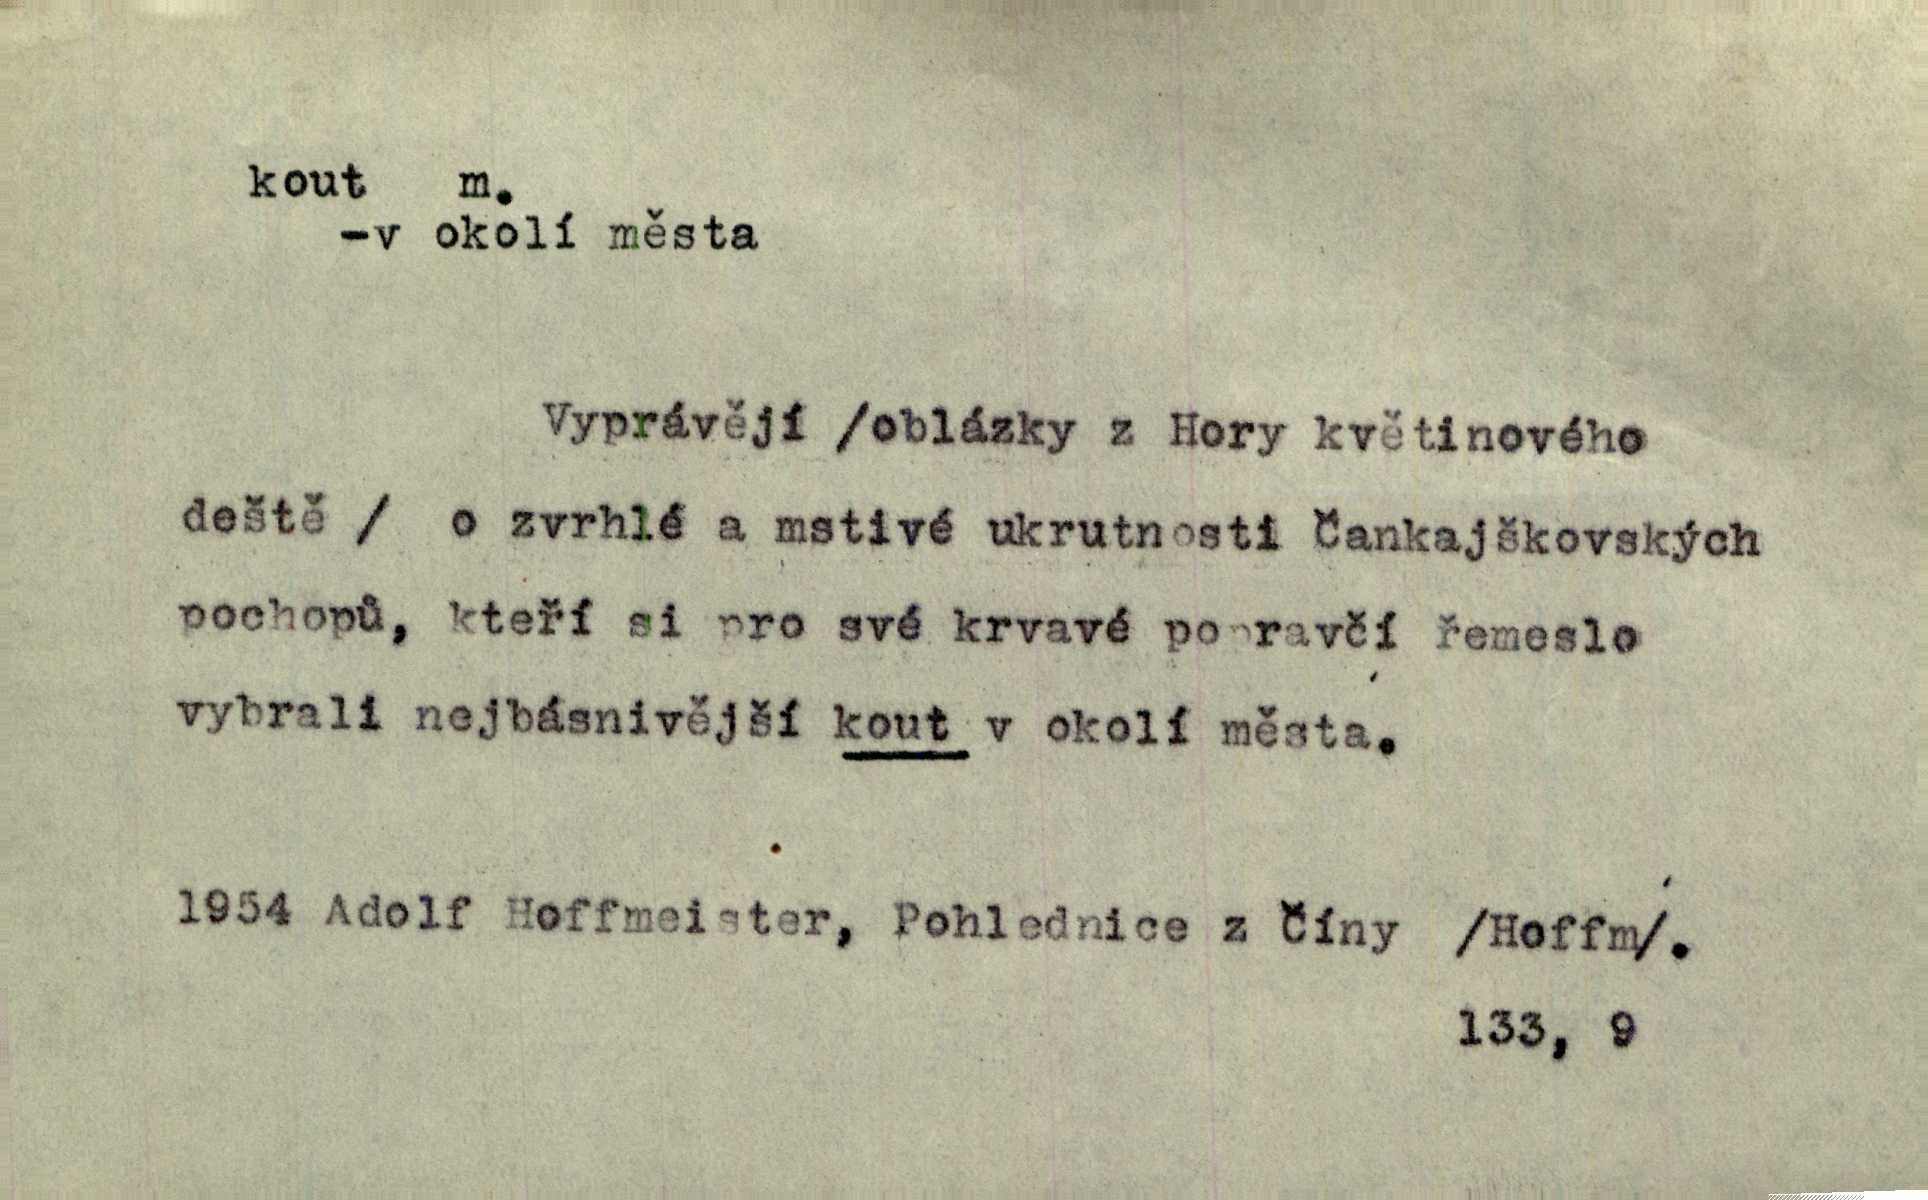 kout m.
-v okolí města
Vyprávějí /oblázky z Hory květinového
deště / o zvrhlé a mstivé ukrutnosti Čankajškovských
pochopů, kteří si pro své krvavé popravčí řemeslo
vybrali nejbásnivější kout v okolí města.
1954 Adolf Hoffmeister, Pohlednice z Číny /Hoffm/.
133, 9